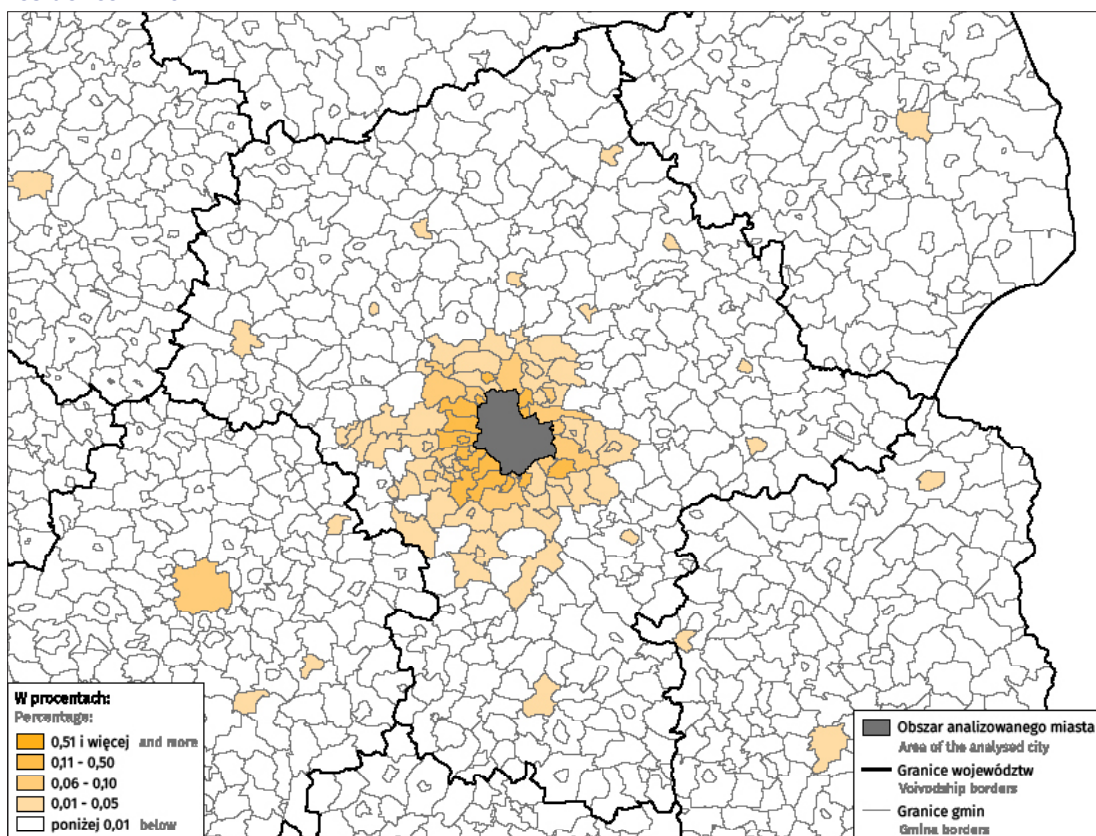 W procentach:
Percentage:
0,51 i więcej and more
0,11 - 0,50
0,06 - 0,10
0,01 - 0,05
poniżej 0,01 below
Obszar analizowanego miasta
Area of the analysed city
Granice województw
Voivodship borders
Granice gmin
Gmina borders